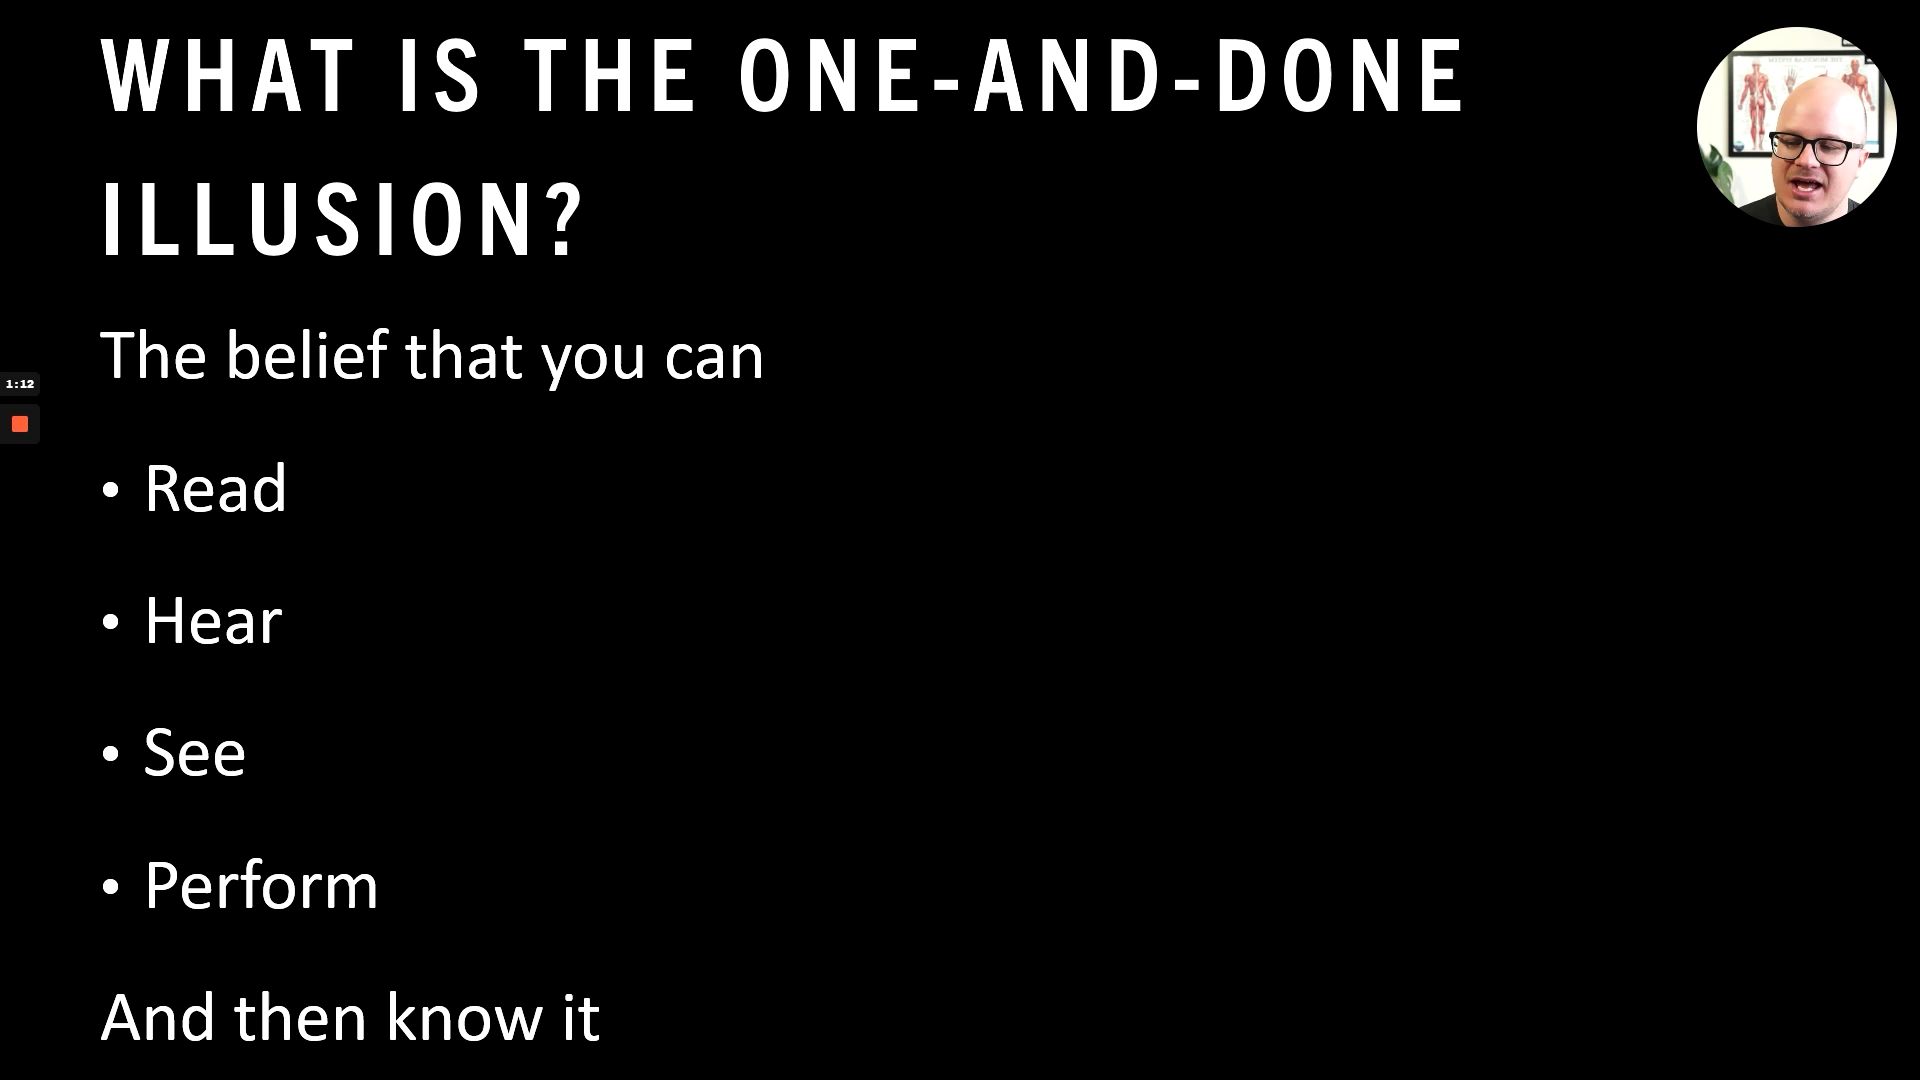 WHAT IS THE ONE-AND-DONE
ILLUSION?
The belief that you can
1:12
• Read
• Hear
• See
• Perform
And then know it